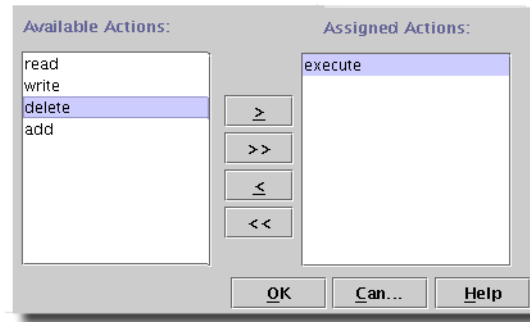 Available Actions:
Assigned Actions:
read
write
delete
add
execute
>
>>
<
<<
OK
Can...
Help